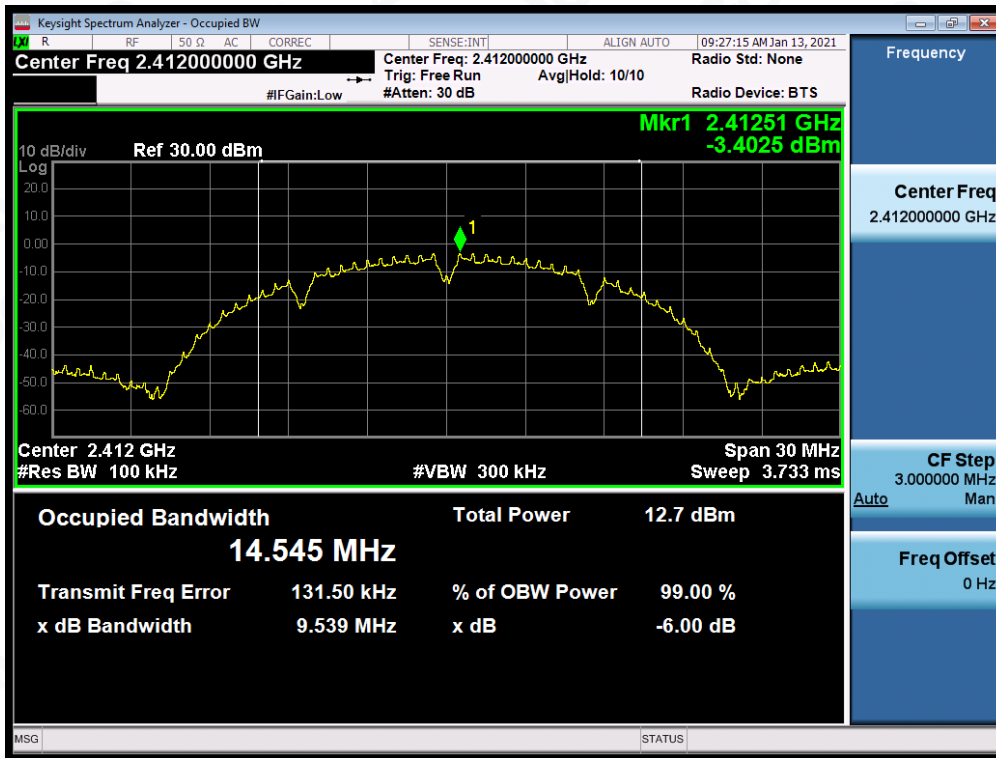 Keysight Spectrum Analyzer - Occupied BW
LXI R RF 50 Ω AC CORREC SENSE:INT ALIGN AUTO 09:27:15 AM Jan 13, 2021
Center Freq 2.412000000 GHz
Center Freq: 2.412000000 GHz
Radio Std: None
Trig: Free Run Avg|Hold: 10/10
#IFGain:Low
#Atten: 30 dB
Radio Device: BTS
Mkr1 2.41251 GHz
-3.4025 dBm
10 dB/div Ref 30.00 dBm
Log
20.0
10.0
0.00
-10.0
-20.0
-30.0
-40.0
-50.0
-60.0
1
Center 2.412 GHz Span 30 MHz
#Res BW 100 kHz #VBW 300 kHz Sweep 3.733 ms
Occupied Bandwidth Total Power 12.7 dBm
14.545 MHz
Transmit Freq Error 131.50 kHz % of OBW Power 99.00 %
x dB Bandwidth 9.539 MHz x dB -6.00 dB
MSG STATUS
Frequency
Center Freq
2.412000000 GHz
CF Step
3.000000 MHz
Auto Man
Freq Offset
0 Hz